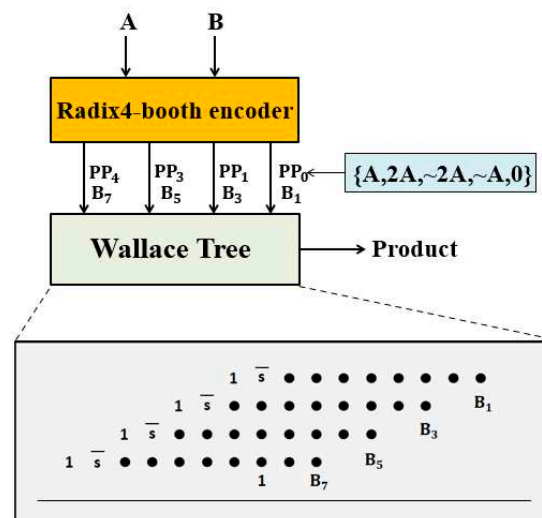 A B
Radix4-booth encoder
PP₄ PP₃ PP₁ PP₀ {A,2A,~2A,~A,0}
B₇ B₅ B₃ B₁
Wallace Tree Product
1 s̅
1 s̅ B₁
1 s̅ B₃
1 s̅ B₅
1 B₇